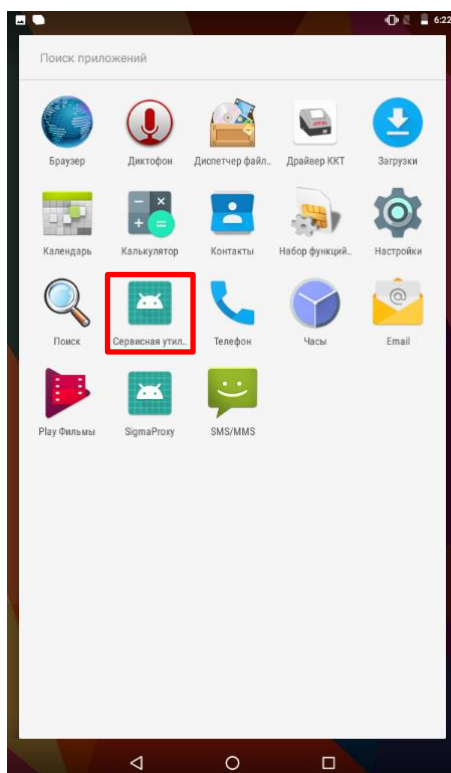 6:22
Поиск приложений
Браузер Диктофон Диспетчер файл.. Драйвер ККТ Загрузки
Календарь Калькулятор Контакты Набор функций.. Настройки
Поиск Сервисная утил.. Телефон Часы Email
Play Фильмы SigmaProxy SMS/MMS